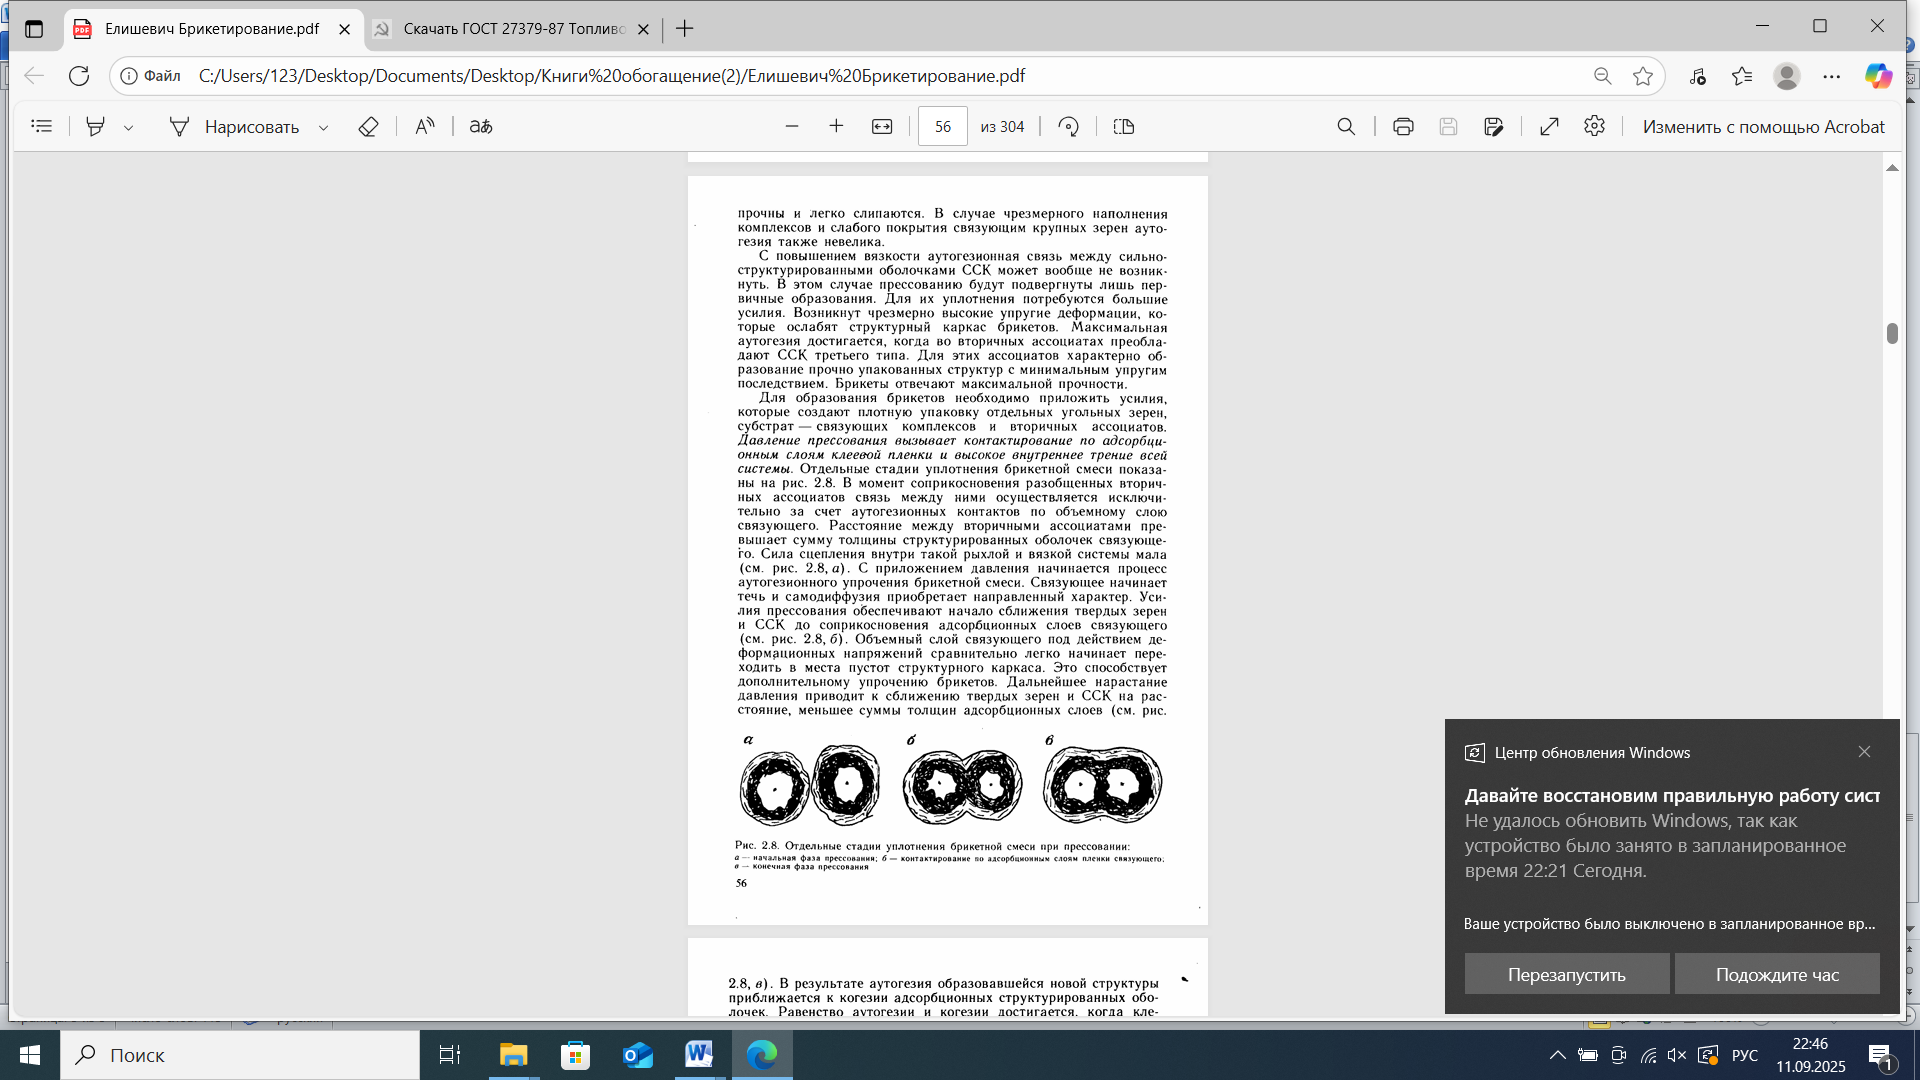 Елишевич Брикетирование.pdf
Скачать ГОСТ 27379-87 Топливо
Файл C:/Users/123/Desktop/Documents/Desktop/Книги%20обогащение(2)/Елишевич%20Брикетирование.pdf
Нарисовать
aあ
56 из 304
Изменить с помощью Acrobat
прочны и легко слипаются. В случае чрезмерного наполнения
комплексов и слабого покрытия связующим крупных зерен ауто-
гезия также невелика.
С повышением вязкости аутогезионная связь между сильно-
структурированными оболочками ССК может вообще не возник-
нуть. В этом случае прессованию будут подвергнуты лишь пер-
вичные образования. Для их уплотнения потребуются большие
усилия. Возникнут чрезмерно высокие упругие деформации, ко-
торые ослабят структурный каркас брикетов. Максимальная
аутогезия достигается, когда во вторичных ассоциатах преобла-
дают ССК третьего типа. Для этих ассоциатов характерно об-
разование прочно упакованных структур с минимальным упругим
последствием. Брикеты отвечают максимальной прочности.
Для образования брикетов необходимо приложить усилия,
которые создают плотную упаковку отдельных угольных зерен,
субстрат — связующих комплексов и вторичных ассоциатов.
Давление прессования вызывает контактирование по адсорбци-
онным слоям клеевой пленки и высокое внутреннее трение всей
системы. Отдельные стадии уплотнения брикетной смеси показа-
ны на рис. 2.8. В момент соприкосновения разобщенных вторич-
ных ассоциатов связь между ними осуществляется исключи-
тельно за счет аутогезионных контактов по объемному слою
связующего. Расстояние между вторичными ассоциатами пре-
вышает сумму толщины структурированных оболочек связующе-
го. Сила сцепления внутри такой рыхлой и вязкой системы мала
(см. рис. 2.8, а). С приложением давления начинается процесс
аутогезионного упрочения брикетной смеси. Связующее начинает
течь и самодиффузия приобретает направленный характер. Уси-
лия прессования обеспечивают начало сближения твердых зерен
и ССК до соприкосновения адсорбционных слоев связующего
(см. рис. 2.8, б). Объемный слой связующего под действием де-
формационных напряжений сравнительно легко начинает пере-
ходить в места пустот структурного каркаса. Это способствует
дополнительному упрочению брикетов. Дальнейшее нарастание
давления приводит к сближению твердых зерен и ССК на рас-
стояние, меньшее суммы толщин адсорбционных слоев (см. рис.
а б в
Рис. 2.8. Отдельные стадии уплотнения брикетной смеси при прессовании:
а — начальная фаза прессования; б — контактирование по адсорбционным слоям пленки связующего;
в — конечная фаза прессования
56
2.8, в). В результате аутогезия образовавшейся новой структуры
приближается к когезии адсорбционных структурированных обо-
лочек. Равенство аутогезии и когезии достигается, когда кле-
Центр обновления Windows
Давайте восстановим правильную работу сист
Не удалось обновить Windows, так как
устройство было занято в запланированное
время 22:21 Сегодня.
Ваше устройство было выключено в запланированное вр...
Перезапустить Подождите час
Поиск
РУС
22:46
11.09.2025
1